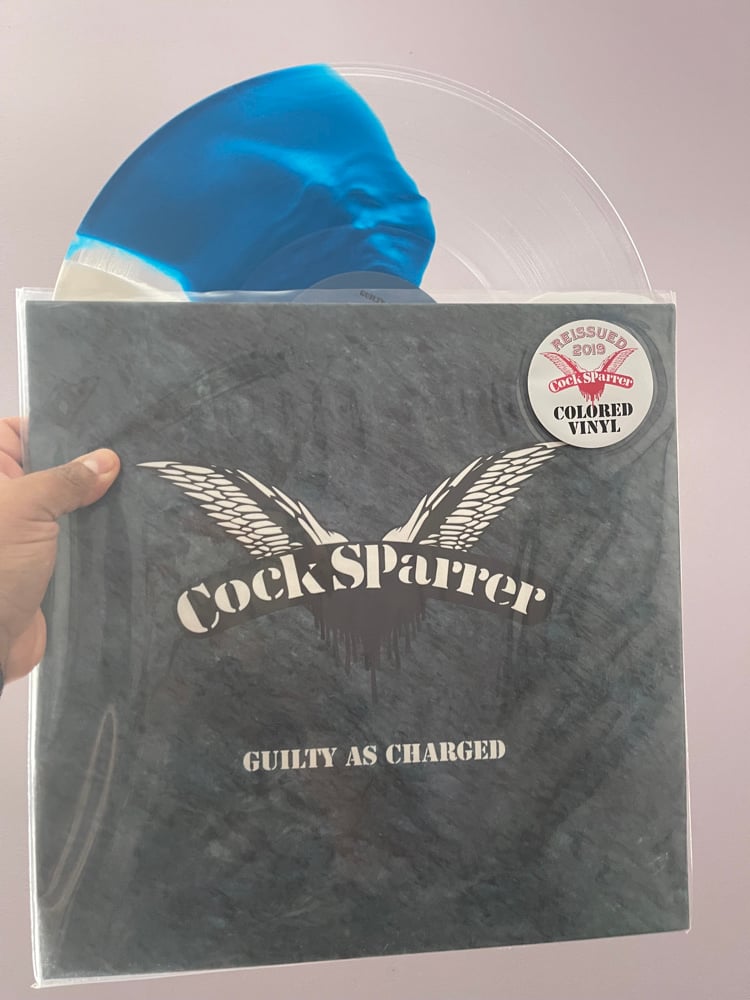 REISSUED
2019
Cock Sparrer
COLORED
VINYL
Cock Sparrer
GUILTY AS CHARGED